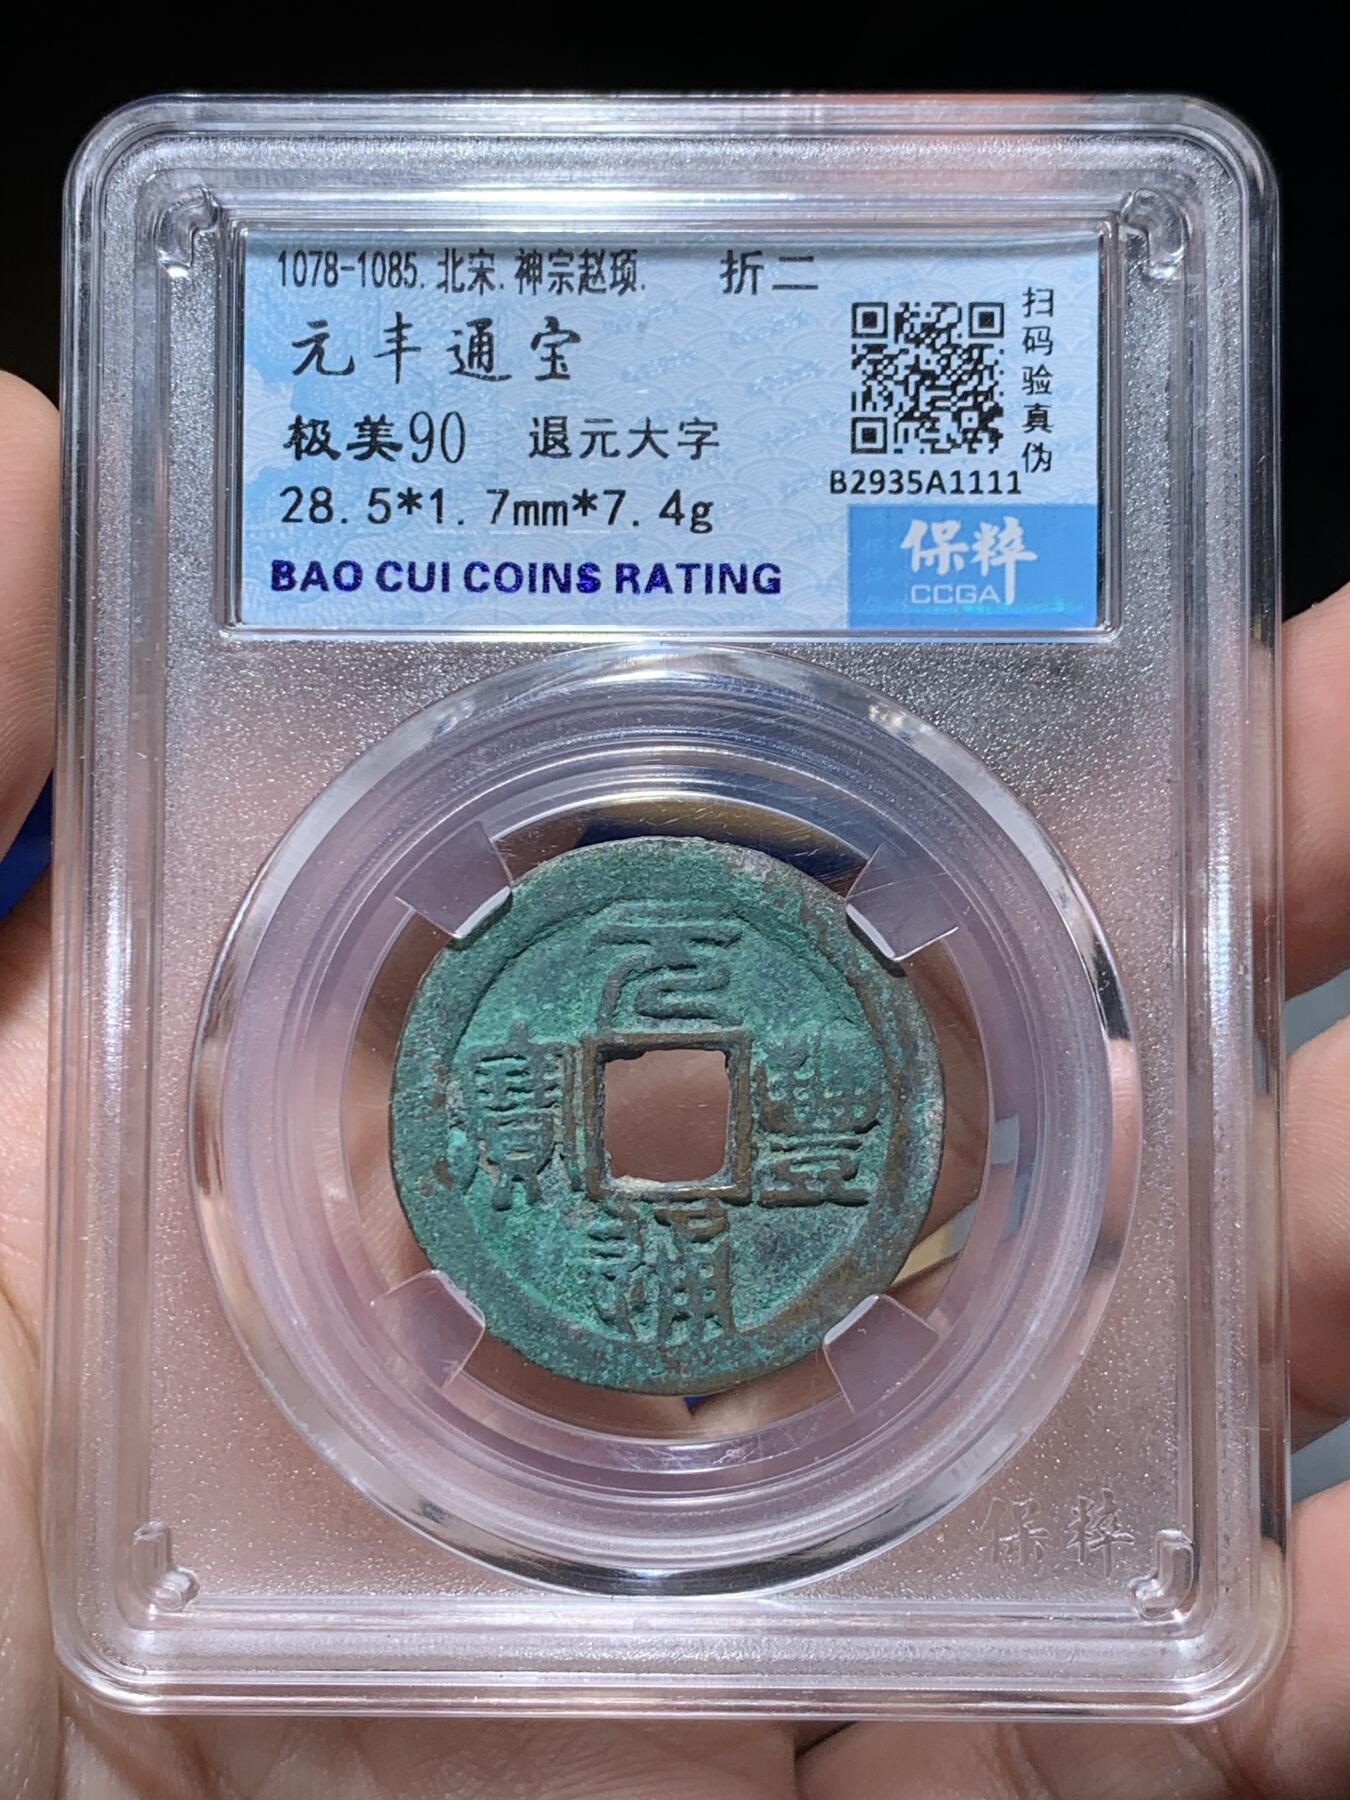 1078-1085. 北宋. 神宗赵顼. 折二
元丰通宝
极美90 退元大字
28.5*1.7mm*7.4g
BAO CUI COINS RATING
扫码验真伪
B2935A1111
保粹
CCGA
元
寶 豐
通
保粹